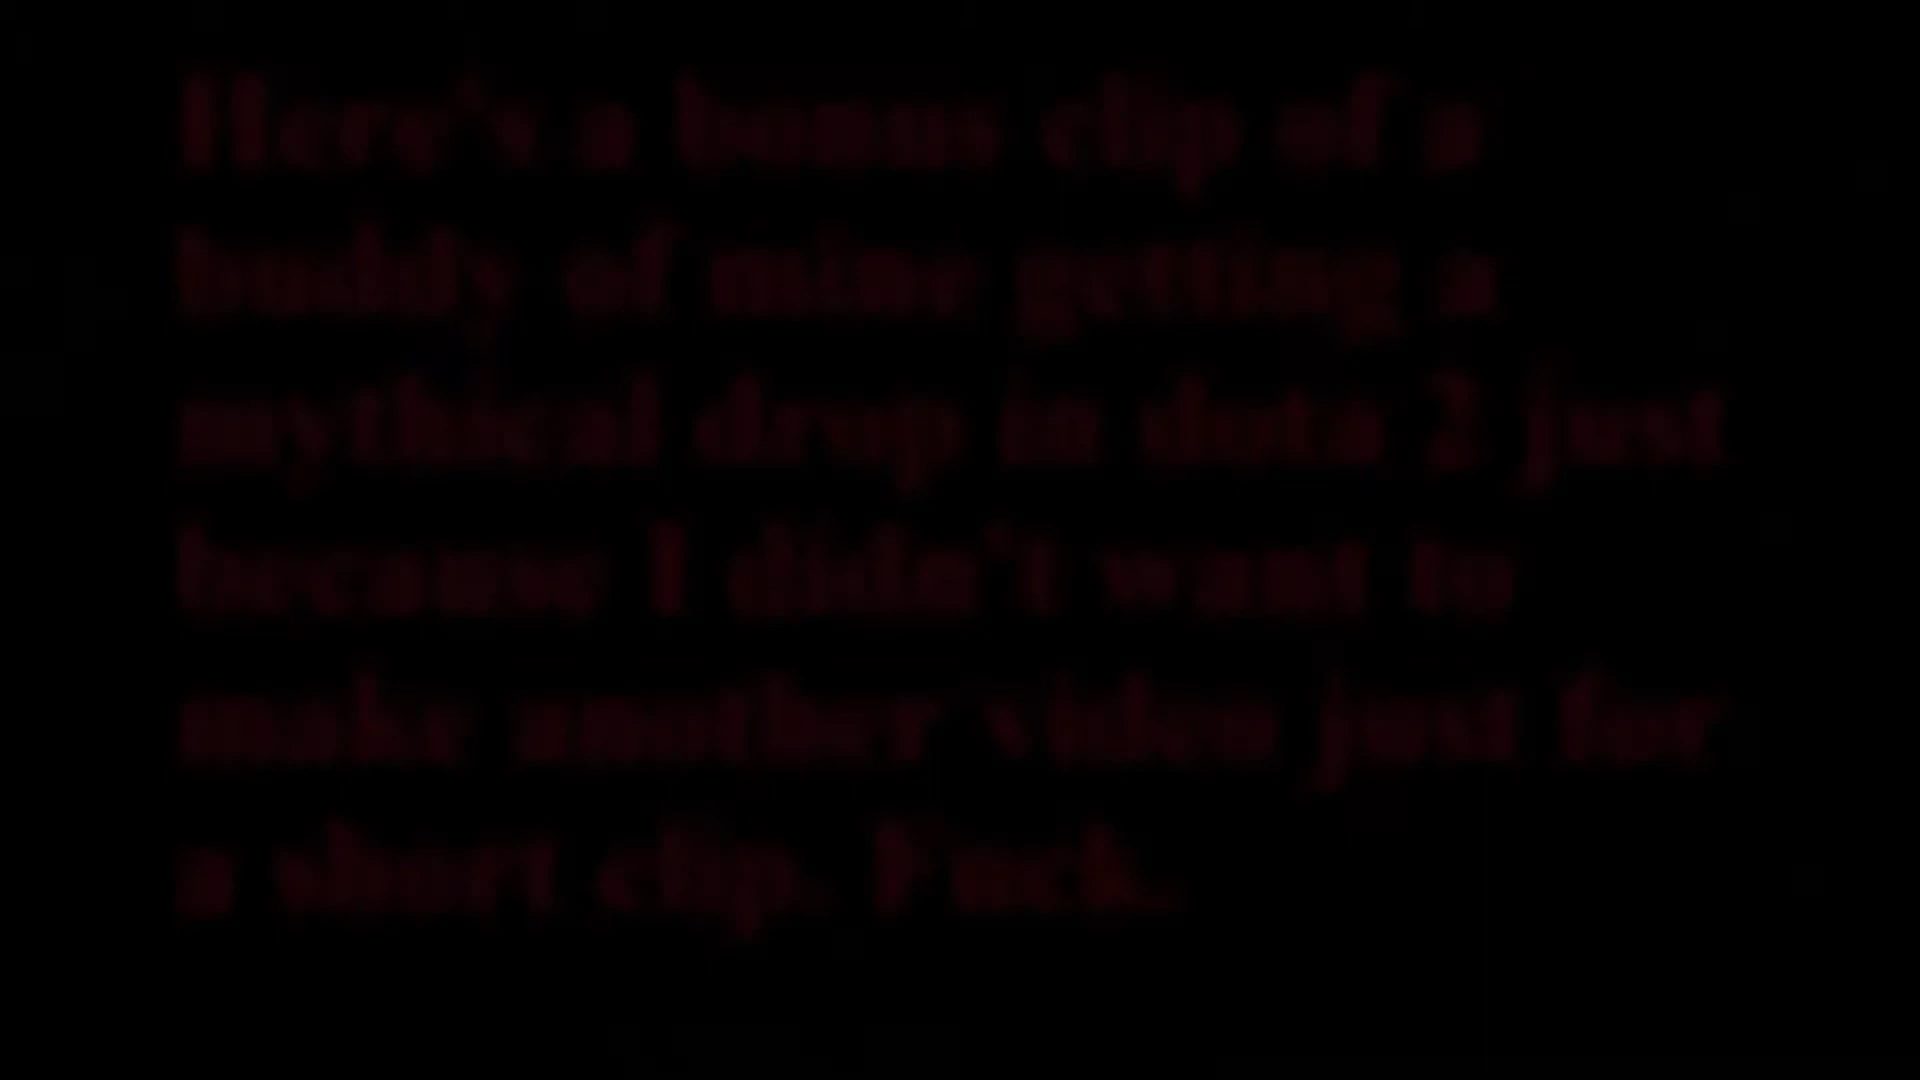 Here's a bonus clip of a
buddy of mine getting a
mythical drop in dota 2 just
because I didn't want to
make another video just for
a short clip. Fuck.